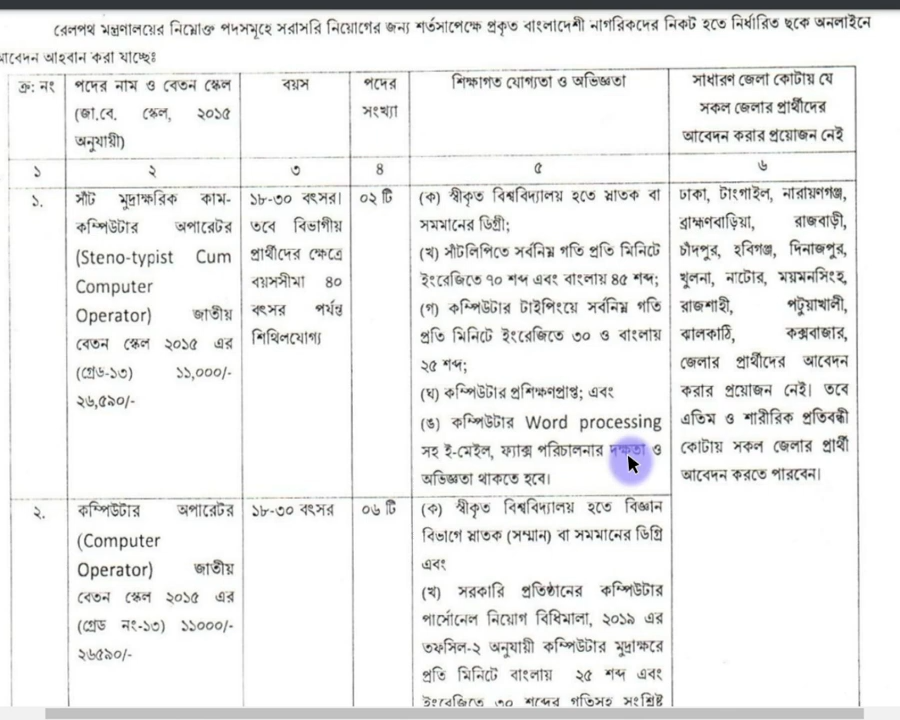 রেলপথ মন্ত্রণালয়ের নিম্নোক্ত পদসমূহে সরাসরি নিয়োগের জন্য শর্তসাপেক্ষে প্রকৃত বাংলাদেশী নাগরিকদের নিকট হতে নির্ধারিত ছকে অনলাইনে
আবেদন আহবান করা যাচ্ছেঃ
ক্র: নং
পদের নাম ও বেতন স্কেল
(জা.বে. স্কেল, ২০১৫
অনুযায়ী)
বয়স
পদের
সংখ্যা
শিক্ষাগত যোগ্যতা ও অভিজ্ঞতা
সাধারণ জেলা কোটায় যে
সকল জেলার প্রার্থীদের
আবেদন করার প্রয়োজন নেই
১
২
৩
৪
৫
৬
১.
সাঁট মুদ্রাক্ষরিক কাম-
কম্পিউটার অপারেটর
(Steno-typist Cum
Computer
Operator) জাতীয়
বেতন স্কেল ২০১৫ এর
(গ্রেড-১৩) ১১,০০০/-
২৬,৫৯০/-
১৮-৩০ বৎসর।
তবে বিভাগীয়
প্রার্থীদের ক্ষেত্রে
বয়সসীমা ৪০
বৎসর পর্যন্ত
শিথিলযোগ্য
০২ টি
(ক) স্বীকৃত বিশ্ববিদ্যালয় হতে স্নাতক বা
সমমানের ডিগ্রী;
(খ) সাঁটলিপিতে সর্বনিম্ন গতি প্রতি মিনিটে
ইংরেজিতে ৭০ শব্দ এবং বাংলায় ৪৫ শব্দ;
(গ) কম্পিউটার টাইপিংয়ে সর্বনিম্ন গতি
প্রতি মিনিটে ইংরেজিতে ৩০ ও বাংলায়
২৫ শব্দ;
(ঘ) কম্পিউটার প্রশিক্ষণপ্রাপ্ত; এবং
(ঙ) কম্পিউটার Word processing
সহ ই-মেইল, ফ্যাক্স পরিচালনার দক্ষতা ও
অভিজ্ঞতা থাকতে হবে।
ঢাকা, টাংগাইল, নারায়ণগঞ্জ,
ব্রাহ্মণবাড়িয়া, রাজবাড়ী,
চাঁদপুর, হবিগঞ্জ, দিনাজপুর,
খুলনা, নাটোর, ময়মনসিংহ,
রাজশাহী, পটুয়াখালী,
ঝালকাঠি, কক্সবাজার,
জেলার প্রার্থীদের আবেদন
করার প্রয়োজন নেই। তবে
এতিম ও শারীরিক প্রতিবন্ধী
কোটায় সকল জেলার প্রার্থী
আবেদন করতে পারবেন।
২.
কম্পিউটার অপারেটর
(Computer
Operator) জাতীয়
বেতন স্কেল ২০১৫ এর
(গ্রেড নং-১৩) ১১০০০/-
২৬৫৯০/-
১৮-৩০ বৎসর
০৬ টি
(ক) স্বীকৃত বিশ্ববিদ্যালয় হতে বিজ্ঞান
বিভাগে স্নাতক (সম্মান) বা সমমানের ডিগ্রি
এবং
(খ) সরকারি প্রতিষ্ঠানের কম্পিউটার
পার্সোনেল নিয়োগ বিধিমালা, ২০১৯ এর
তফসিল-২ অনুযায়ী কম্পিউটার মুদ্রাক্ষরে
প্রতি মিনিটে বাংলায় ২৫ শব্দ এবং
ইংরেজিতে ৩০ শব্দের গতিসহ সংশ্লিষ্ট